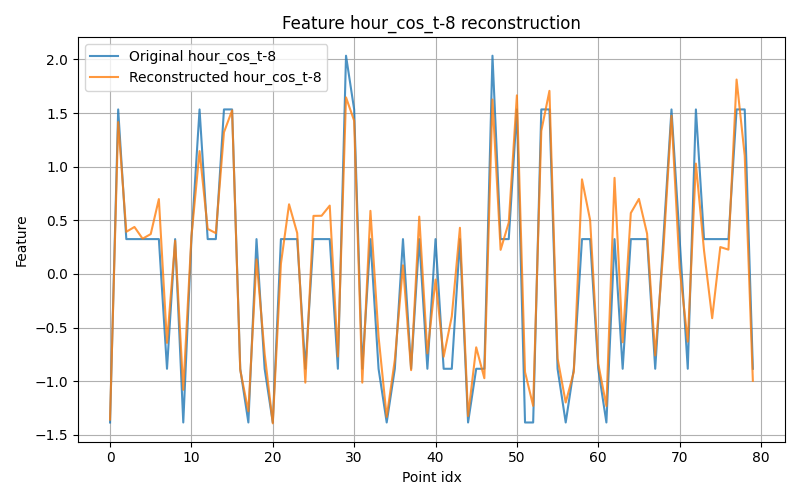 Feature hour_cos_t-8 reconstruction
Original hour_cos_t-8
Reconstructed hour_cos_t-8
Feature
2.0
1.5
1.0
0.5
0.0
−0.5
−1.0
−1.5
0 10 20 30 40 50 60 70 80
Point idx